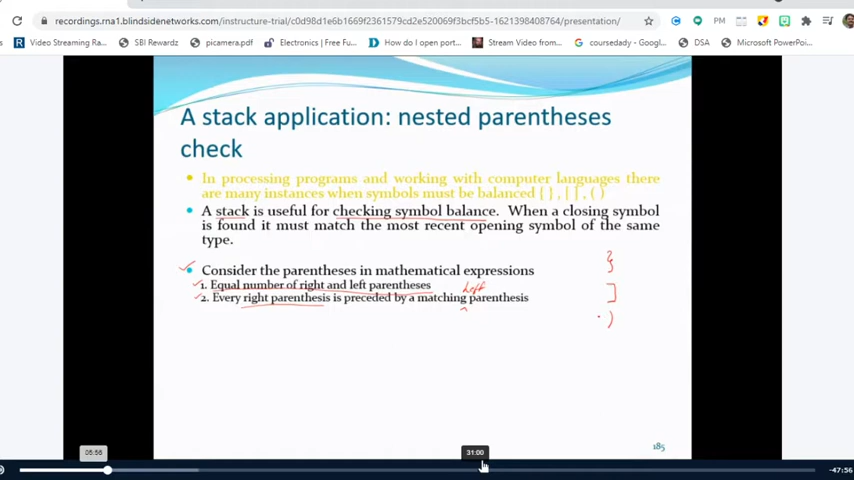 recordings.rna1.blindsidenetworks.com/instructure-trial/c0d98d1e6b1669f2361579cd2e520069f3bcf5b5-1621398408764/presentation/
Video Streaming Ra... SBI Rewardz picamera.pdf Electronics | Free Fu... How do I open port... Stream Video from... coursedady - Googl... DSA Microsoft PowerPoi...
PM
A stack application: nested parentheses
check
In processing programs and working with computer languages there
are many instances when symbols must be balanced { } , [ ] , ( )
A stack is useful for checking symbol balance. When a closing symbol
is found it must match the most recent opening symbol of the same
type.
Consider the parentheses in mathematical expressions
}
1. Equal number of right and left parentheses
Left
]
2. Every right parenthesis is preceded by a matching parenthesis
)
185
05:56
31:00
-47:56